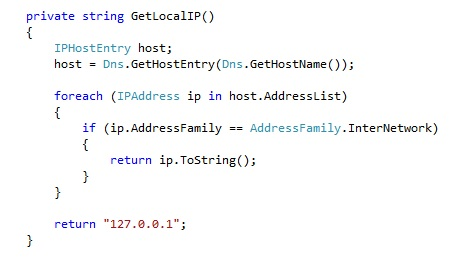 private string GetLocalIP()
{
    IPHostEntry host;
    host = Dns.GetHostEntry(Dns.GetHostName());

    foreach (IPAddress ip in host.AddressList)
    {
        if (ip.AddressFamily == AddressFamily.InterNetwork)
        {
            return ip.ToString();
        }
    }

    return "127.0.0.1";
}